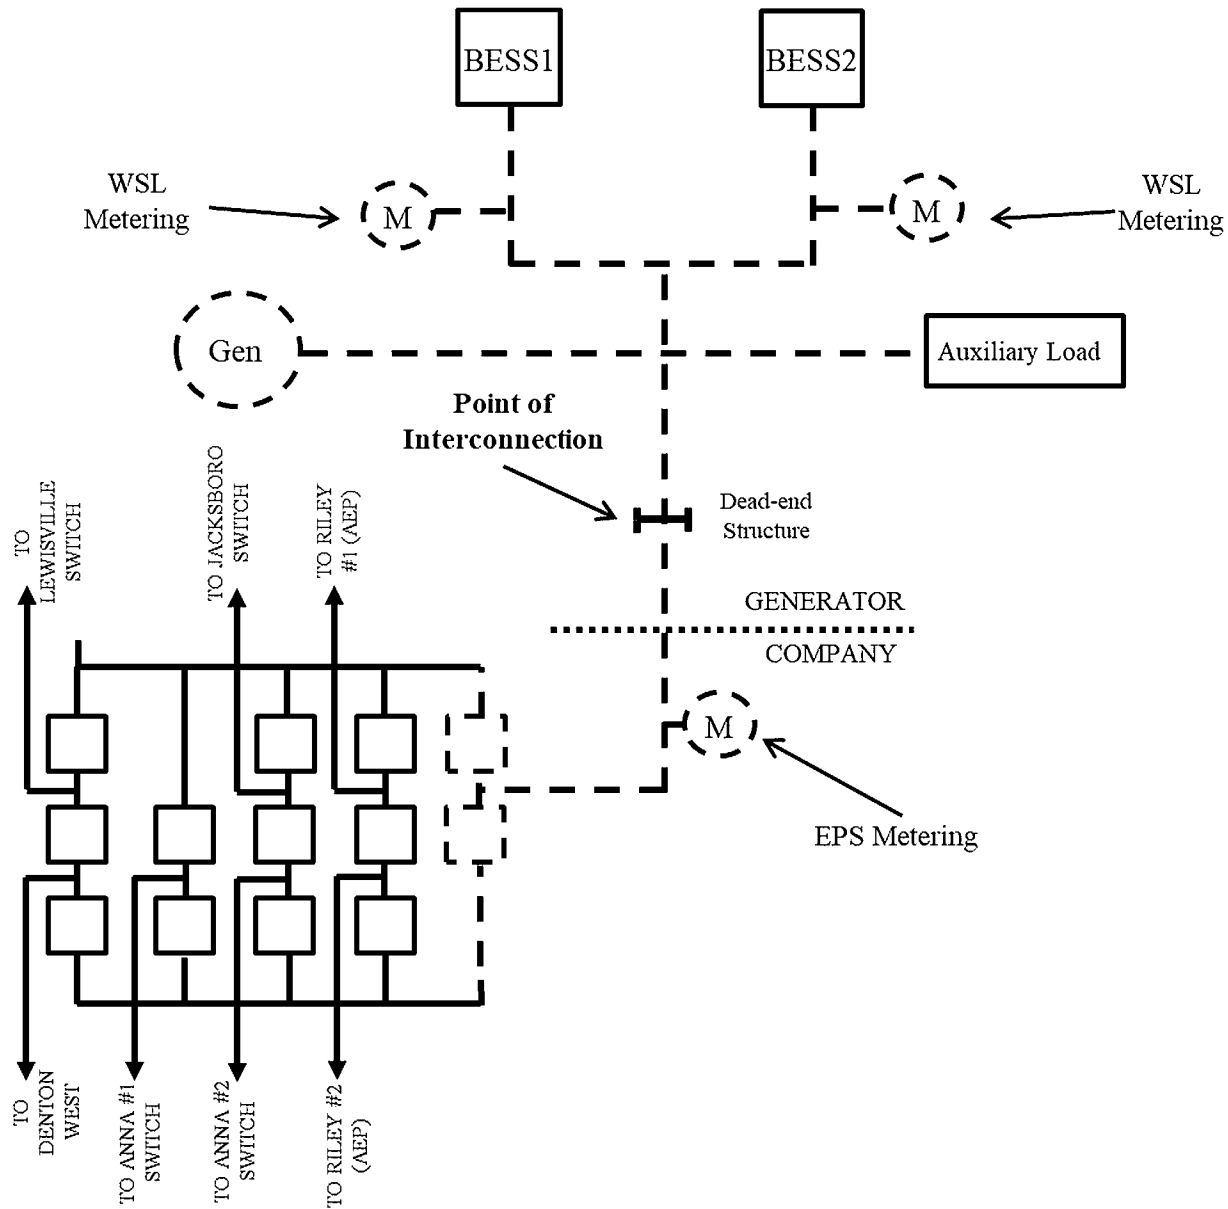 BESS1
BESS2
WSL
Metering
M
M
WSL
Metering
Gen
Auxiliary Load
Point of
Interconnection
Dead-end
Structure
TO
LEWISVILLE
SWITCH
TO JACKSBORO
SWITCH
TO RILEY
#1 (AEP)
GENERATOR
COMPANY
M
EPS Metering
TO
DENTON
WEST
TO ANNA #1
SWITCH
TO ANNA #2
SWITCH
TO RILEY #2
(AEP)